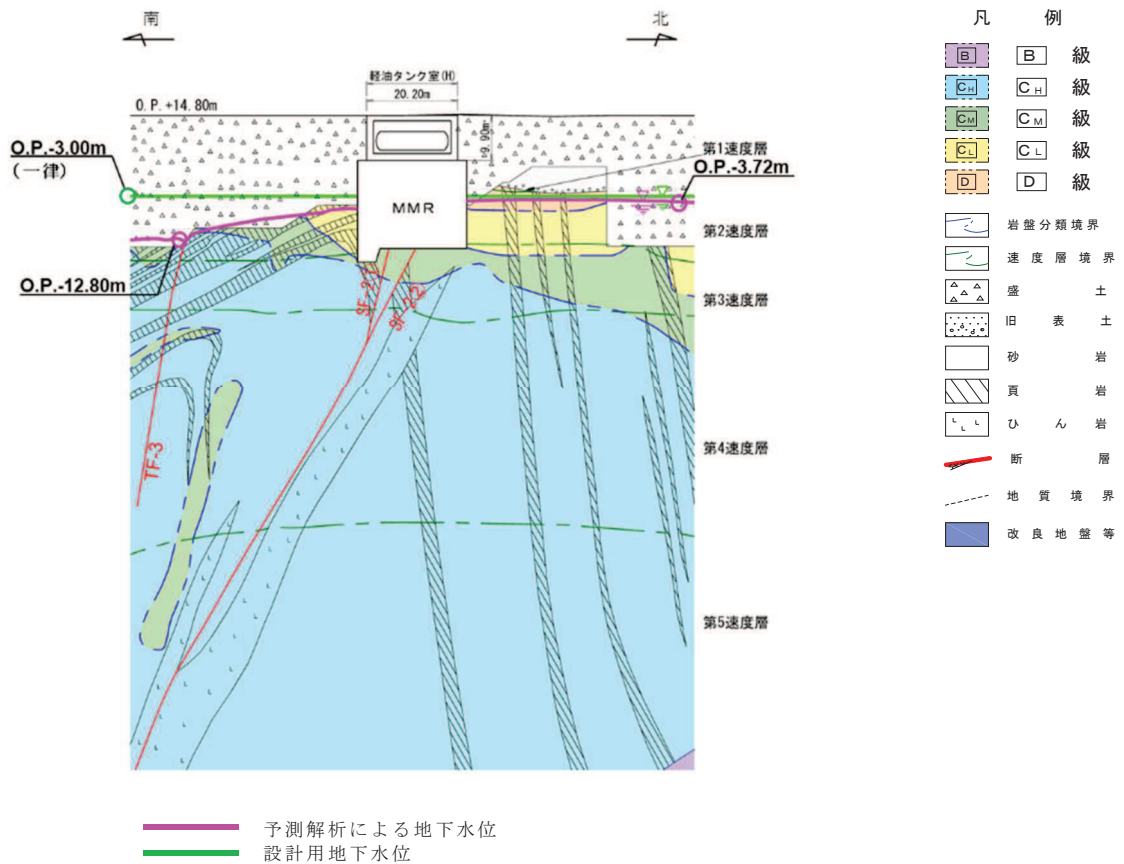 南
北
軽油タンク室(H)
20.20m
O.P.+14.80m
9.90m
O.P.-3.00m
(一律)
第1速度層
O.P.-3.72m
MMR
第2速度層
O.P.-12.80m
第3速度層
TF-3
第4速度層
第5速度層
凡 例
B B 級
CH CH 級
CM CM 級
CL CL 級
D D 級
岩盤分類境界
速度層境界
盛土
旧表土
砂岩
頁岩
ひん岩
断層
地質境界
改良地盤等
予測解析による地下水位
設計用地下水位